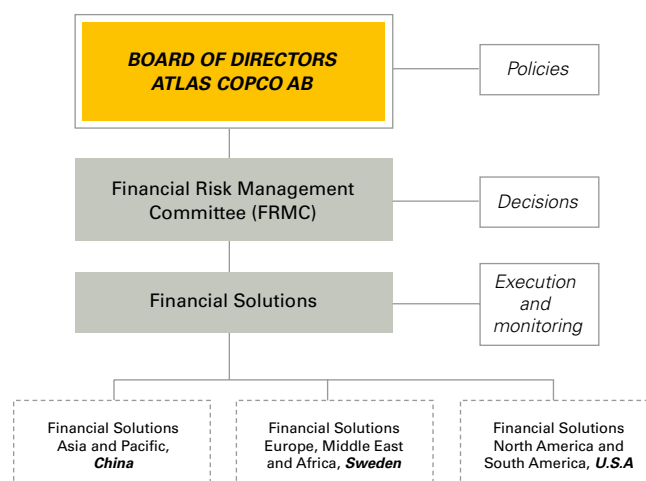 BOARD OF DIRECTORS
ATLAS COPCO AB
Policies
Financial Risk Management
Committee (FRMC)
Decisions
Financial Solutions
Execution
and
monitoring
Financial Solutions
Asia and Pacific,
China
Financial Solutions
Europe, Middle East
and Africa, Sweden
Financial Solutions
North America and
South America, U.S.A